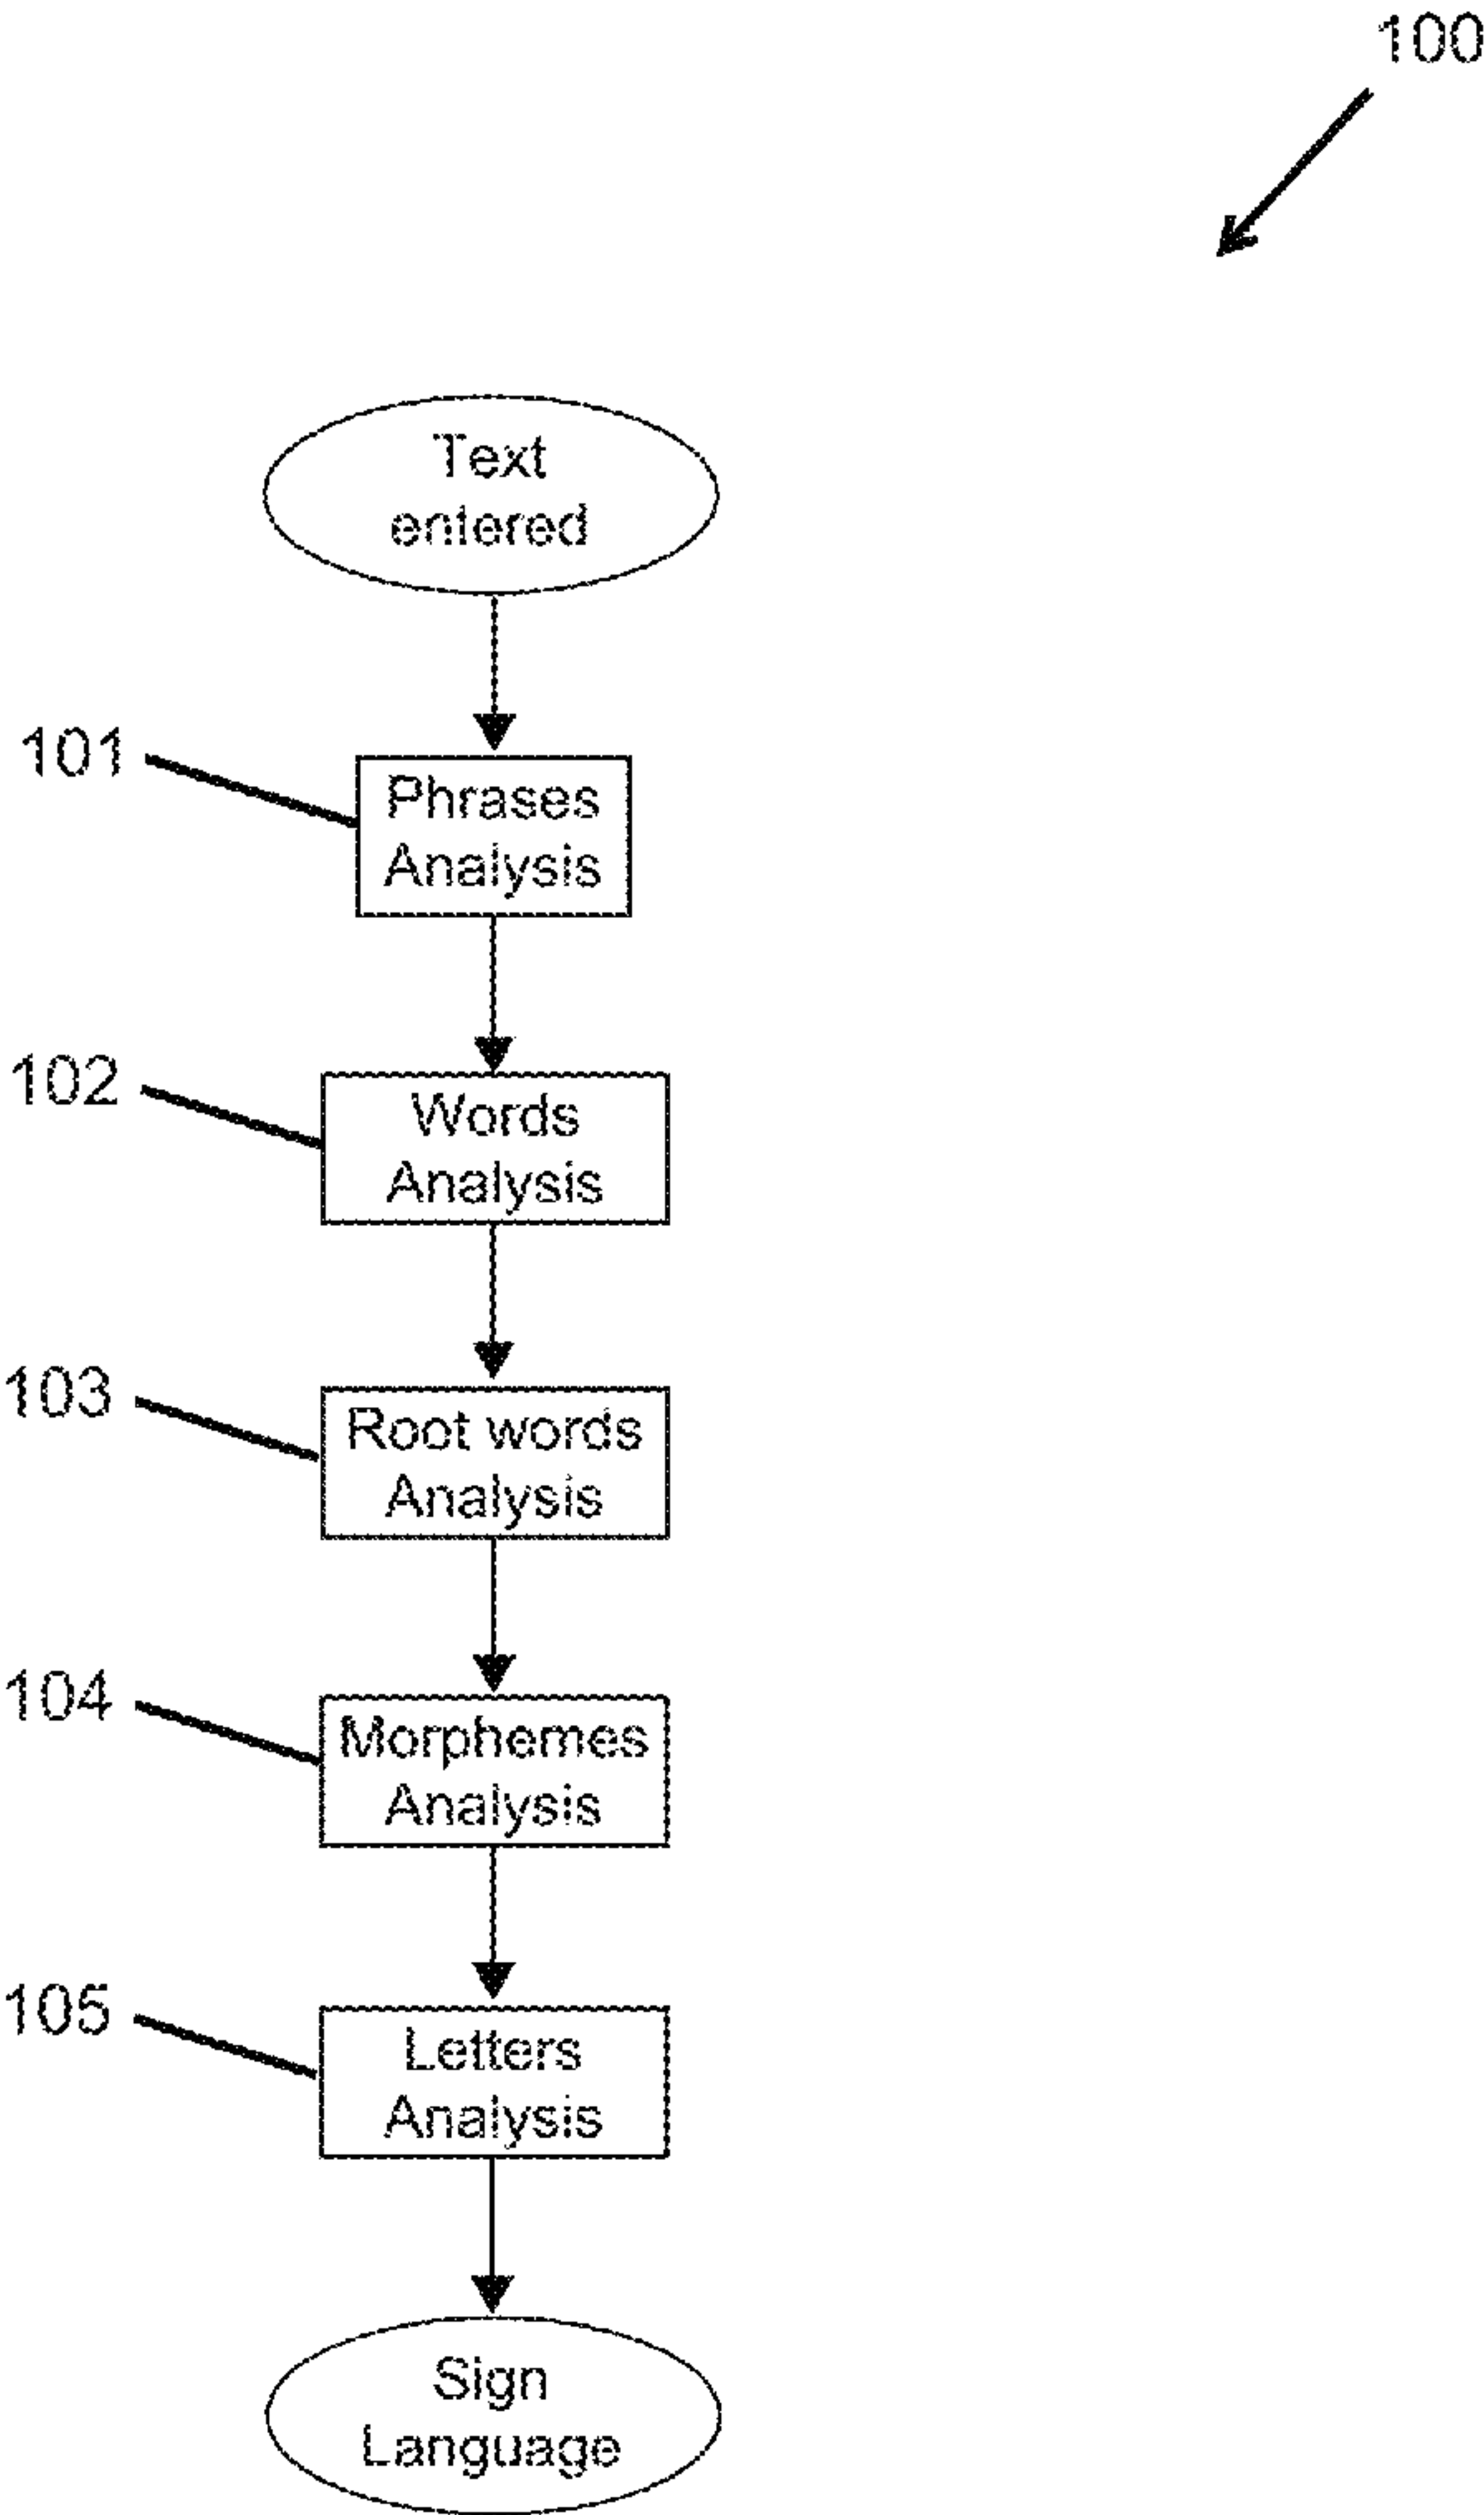 100
Text
entered
101
Phrases
Analysis
102
Words
Analysis
103
Root words
Analysis
104
Morphemes
Analysis
105
Letters
Analysis
Sign
Language